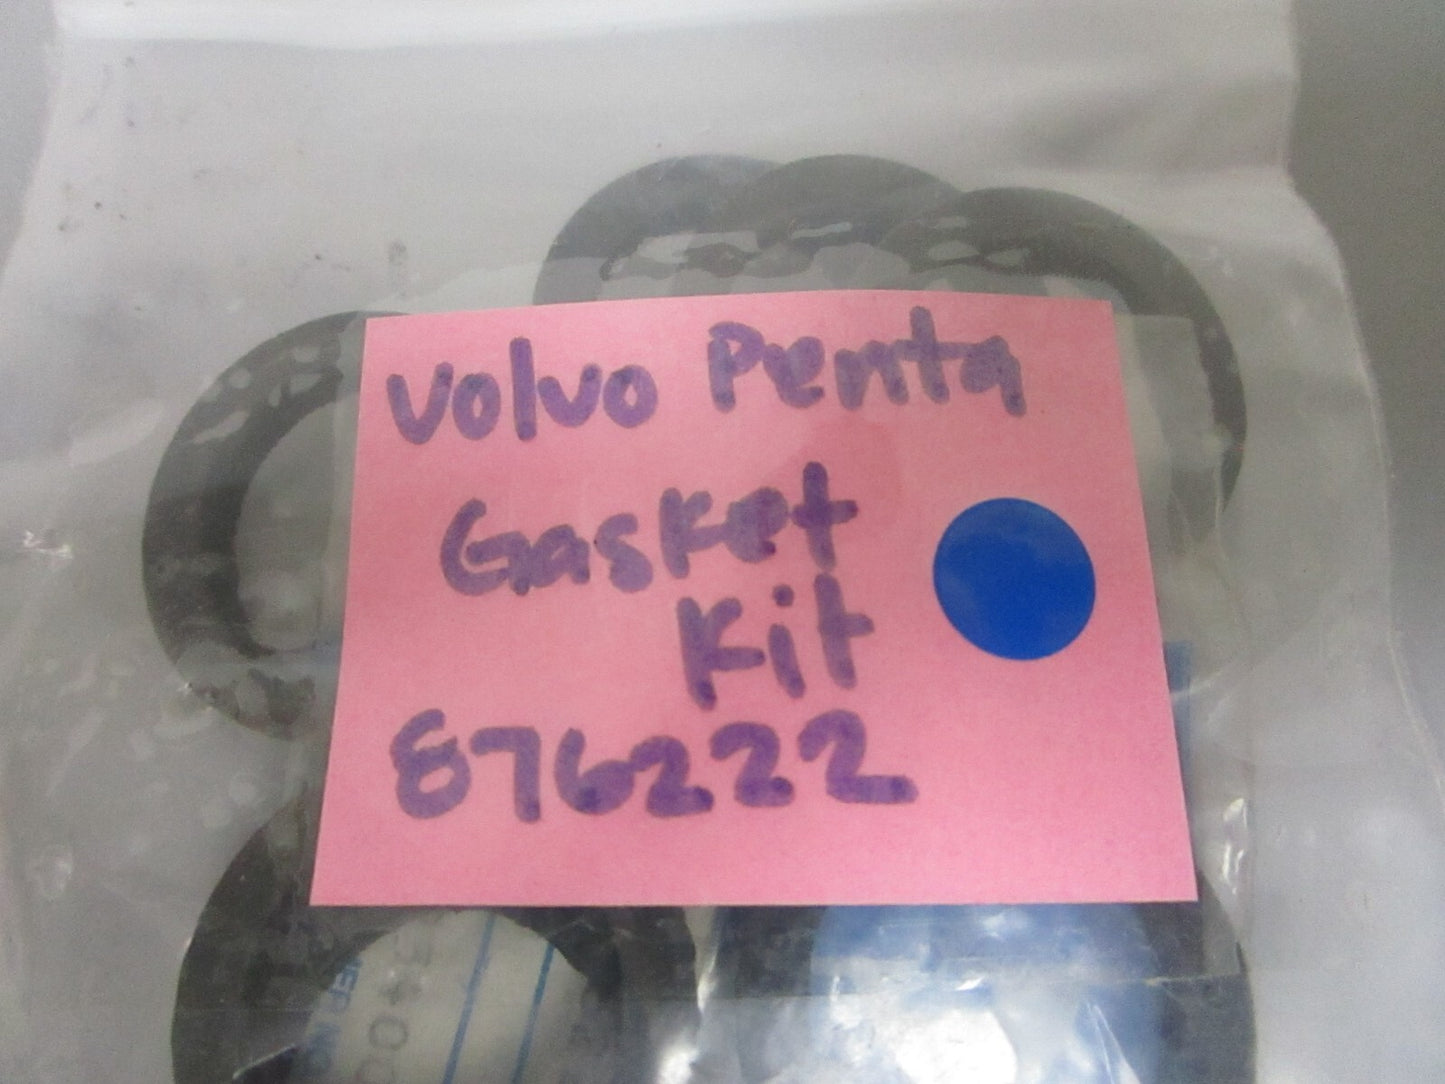 Volvo Penta
Gasket
Kit
876222